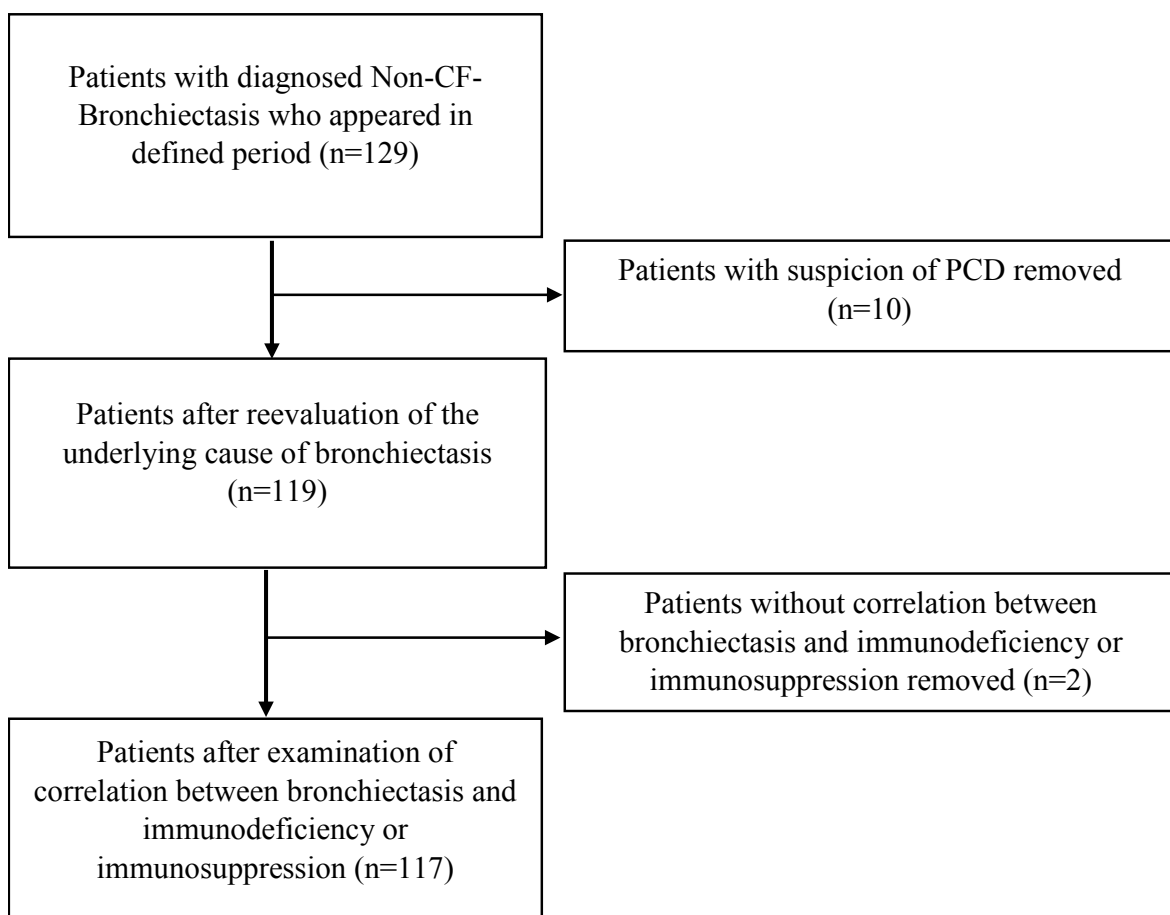 Patients with diagnosed Non-CF-
Bronchiectasis who appeared in
defined period (n=129)
Patients with suspicion of PCD removed
(n=10)
Patients after reevaluation of the
underlying cause of bronchiectasis
(n=119)
Patients without correlation between
bronchiectasis and immunodeficiency or
immunosuppression removed (n=2)
Patients after examination of
correlation between bronchiectasis and
immunodeficiency or
immunosuppression (n=117)